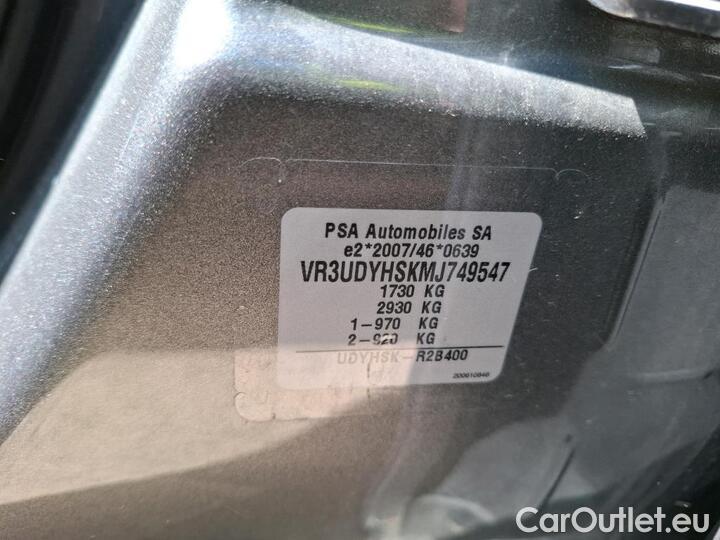 PSA Automobiles SA
e2*2007/46*0639
VR3UDYHSKMJ749547
1730 KG
2930 KG
1-970 KG
2-920 KG
UDYHSK-R2B400
CarOutlet.eu